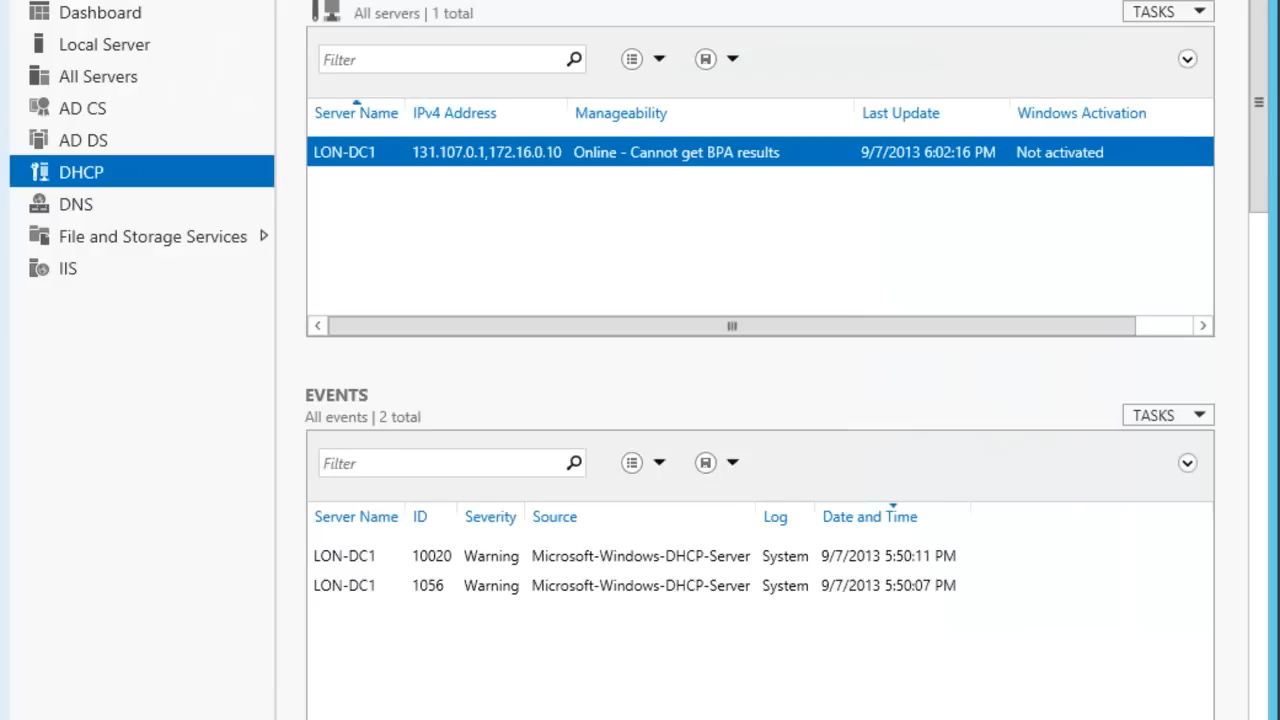 Dashboard
Local Server
All Servers
AD CS
AD DS
DHCP
DNS
File and Storage Services
IIS
All servers | 1 total
TASKS
Filter
Server Name IPv4 Address Manageability Last Update Windows Activation
LON-DC1 131.107.0.1,172.16.0.10 Online - Cannot get BPA results 9/7/2013 6:02:16 PM Not activated
EVENTS
All events | 2 total
TASKS
Filter
Server Name ID Severity Source Log Date and Time
LON-DC1 10020 Warning Microsoft-Windows-DHCP-Server System 9/7/2013 5:50:11 PM
LON-DC1 1056 Warning Microsoft-Windows-DHCP-Server System 9/7/2013 5:50:07 PM